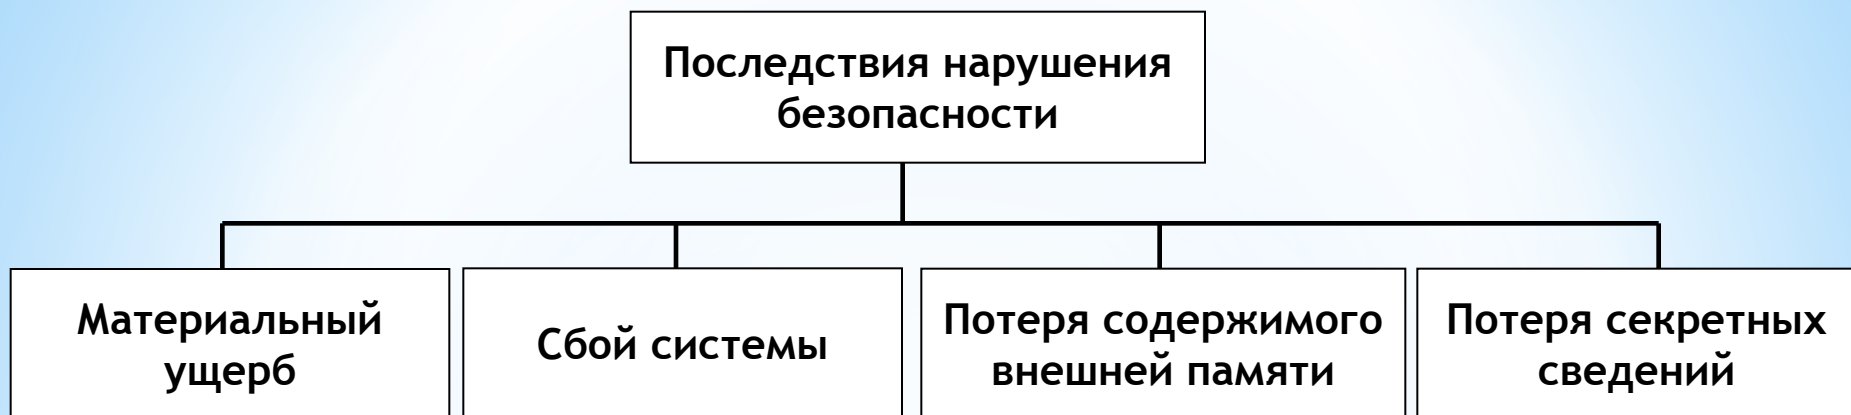 Последствия нарушения
безопасности
Материальный
ущерб
Сбой системы
Потеря содержимого
внешней памяти
Потеря секретных
сведений